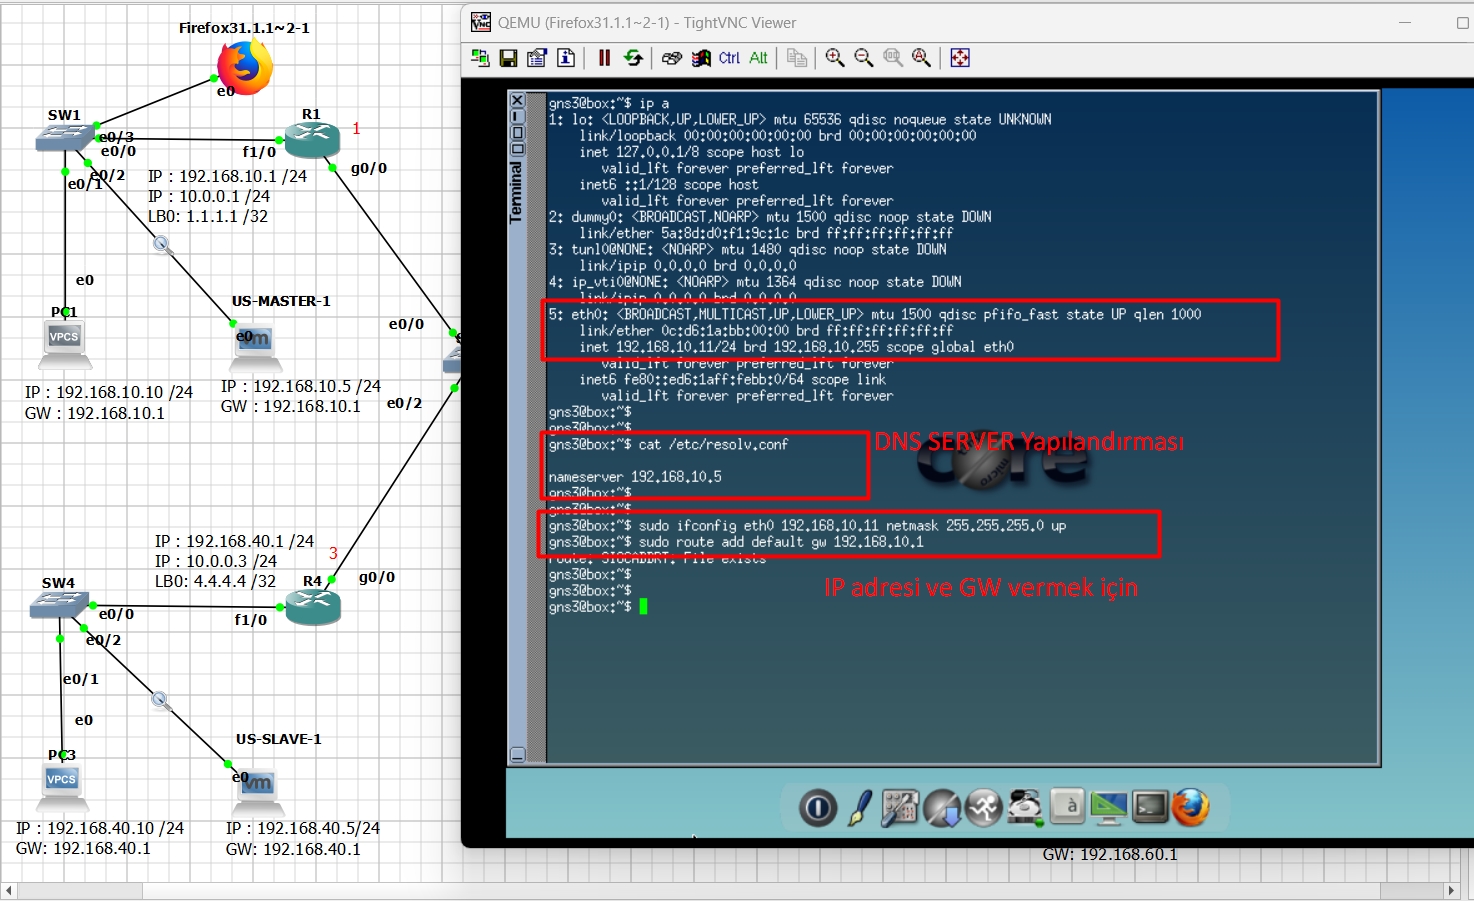 Firefox31.1.1~2-1
e0
SW1
R1
1
e0/3
e0/0
f1/0
g0/0
e0/2
e0/1
IP : 192.168.10.1 /24
IP : 10.0.0.1 /24
LB0: 1.1.1.1 /32
e0
PC1
VPCS
US-MASTER-1
e0
vm
e0/0
IP : 192.168.10.10 /24
GW : 192.168.10.1
IP : 192.168.10.5 /24
GW : 192.168.10.1
e0/2
IP : 192.168.40.1 /24
IP : 10.0.0.3 /24
LB0: 4.4.4.4 /32
3
SW4
R4
g0/0
e0/0
f1/0
e0/2
e0/1
e0
US-SLAVE-1
PC3
VPCS
e0
vm
IP : 192.168.40.10 /24
GW: 192.168.40.1
IP : 192.168.40.5/24
GW: 192.168.40.1
QEMU (Firefox31.1.1~2-1) - TightVNC Viewer
Ctrl Alt
Terminal
gns3@box:~$ ip a
1: lo: <LOOPBACK,UP,LOWER_UP> mtu 65536 qdisc noqueue state UNKNOWN
link/loopback 00:00:00:00:00:00 brd 00:00:00:00:00:00
inet 127.0.0.1/8 scope host lo
valid_lft forever preferred_lft forever
inet6 ::1/128 scope host
valid_lft forever preferred_lft forever
2: dummy0: <BROADCAST,NOARP> mtu 1500 qdisc noop state DOWN
link/ether 5a:8d:d0:f1:9c:1c brd ff:ff:ff:ff:ff:ff
3: tunl0@NONE: <NOARP> mtu 1480 qdisc noop state DOWN
link/ipip 0.0.0.0 brd 0.0.0.0
4: ip_vti0@NONE: <NOARP> mtu 1364 qdisc noop state DOWN
link/ipip 0.0.0.0 brd 0.0.0.0
5: eth0: <BROADCAST,MULTICAST,UP,LOWER_UP> mtu 1500 qdisc pfifo_fast state UP qlen 1000
link/ether 0c:d6:1a:bb:00:00 brd ff:ff:ff:ff:ff:ff
inet 192.168.10.11/24 brd 192.168.10.255 scope global eth0
valid_lft forever preferred_lft forever
inet6 fe80::ed6:1aff:febb:0/64 scope link
valid_lft forever preferred_lft forever
gns3@box:~$
gns3@box:~$
gns3@box:~$ cat /etc/resolv.conf
DNS SERVER Yapılandırması
core
micro
nameserver 192.168.10.5
gns3@box:~$
gns3@box:~$
gns3@box:~$ sudo ifconfig eth0 192.168.10.11 netmask 255.255.255.0 up
gns3@box:~$ sudo route add default gw 192.168.10.1
route: SIOCADDRT: File exists
gns3@box:~$
gns3@box:~$
gns3@box:~$
IP adresi ve GW vermek için
à
GW: 192.168.60.1